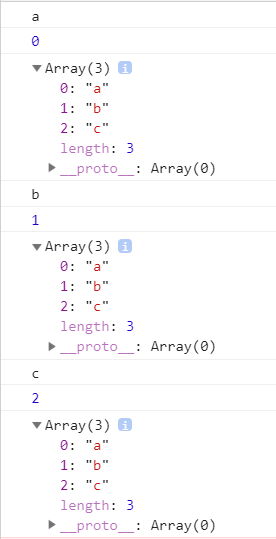 a
0
Array(3) i
0: "a"
1: "b"
2: "c"
length: 3
__proto__: Array(0)
b
1
Array(3) i
0: "a"
1: "b"
2: "c"
length: 3
__proto__: Array(0)
c
2
Array(3) i
0: "a"
1: "b"
2: "c"
length: 3
__proto__: Array(0)